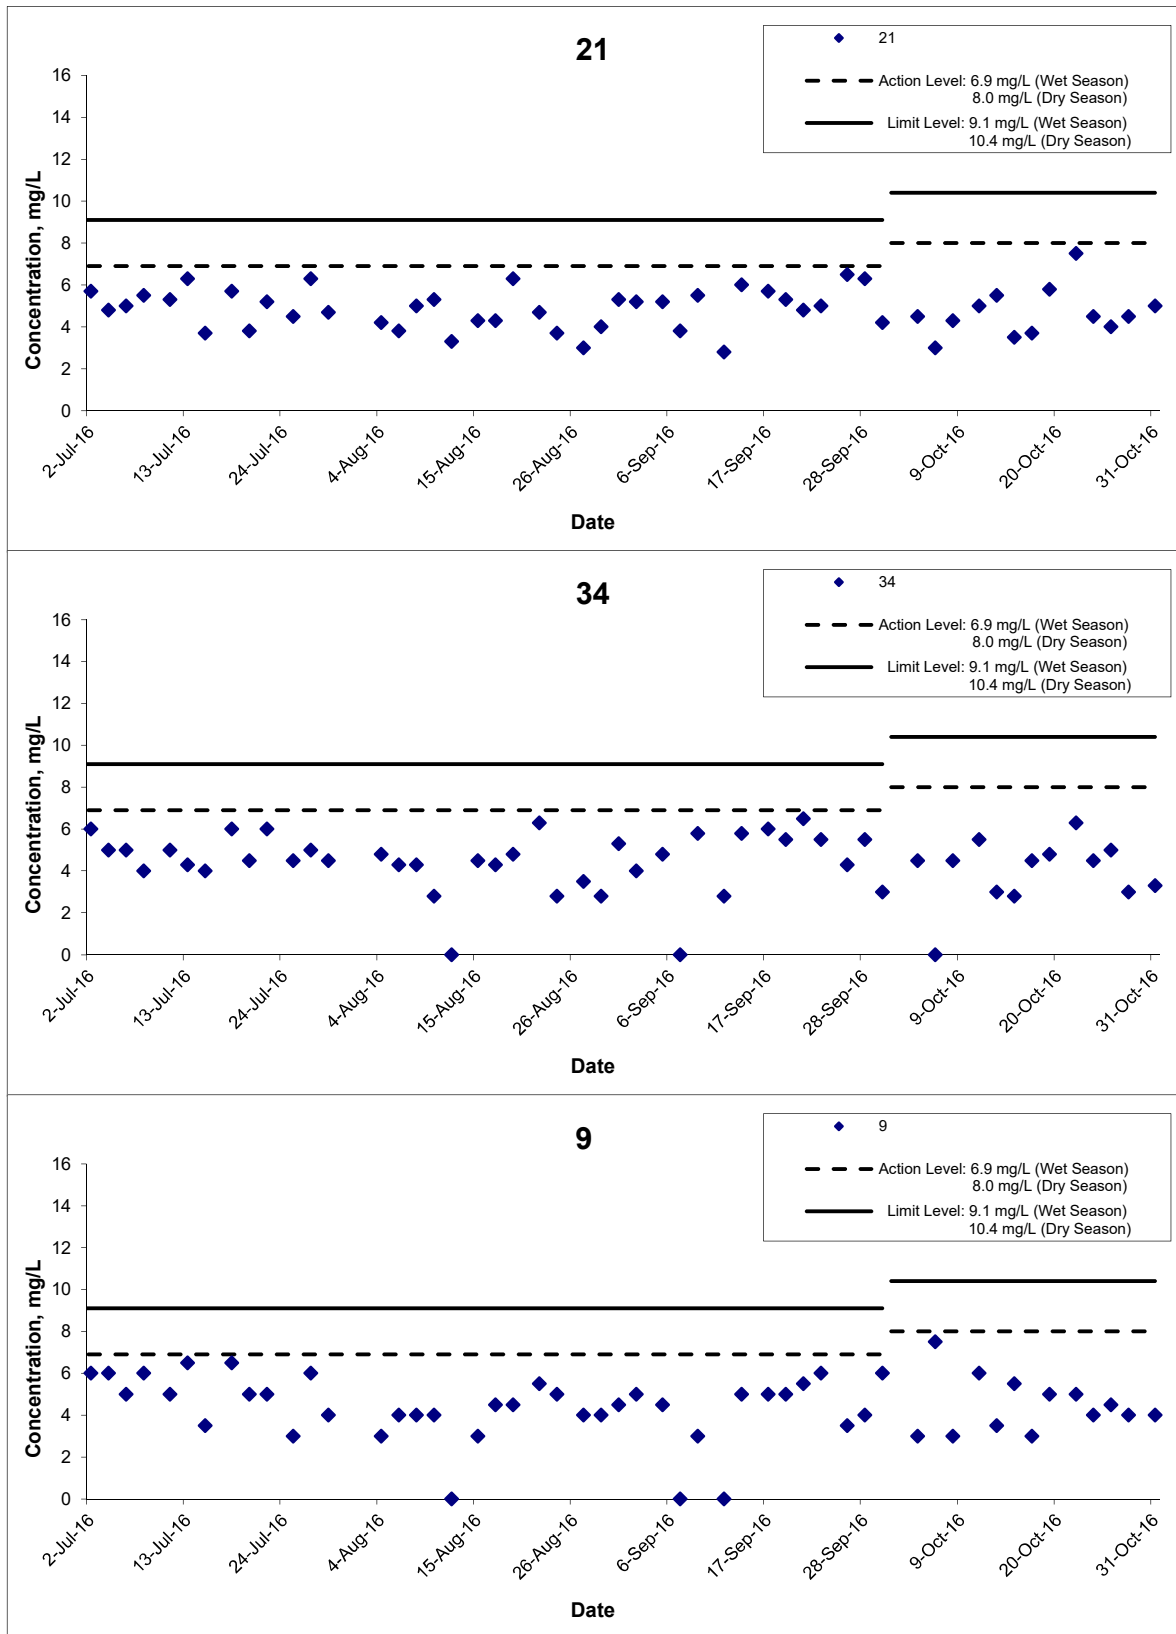 21
21
Action Level: 6.9 mg/L (Wet Season)
8.0 mg/L (Dry Season)
Limit Level: 9.1 mg/L (Wet Season)
10.4 mg/L (Dry Season)
Concentration, mg/L
16
14
12
10
8
6
4
2
0
2-Jul-16
13-Jul-16
24-Jul-16
4-Aug-16
15-Aug-16
26-Aug-16
6-Sep-16
17-Sep-16
28-Sep-16
9-Oct-16
20-Oct-16
31-Oct-16
Date
34
34
Action Level: 6.9 mg/L (Wet Season)
8.0 mg/L (Dry Season)
Limit Level: 9.1 mg/L (Wet Season)
10.4 mg/L (Dry Season)
Concentration, mg/L
16
14
12
10
8
6
4
2
0
2-Jul-16
13-Jul-16
24-Jul-16
4-Aug-16
15-Aug-16
26-Aug-16
6-Sep-16
17-Sep-16
28-Sep-16
9-Oct-16
20-Oct-16
31-Oct-16
Date
9
9
Action Level: 6.9 mg/L (Wet Season)
8.0 mg/L (Dry Season)
Limit Level: 9.1 mg/L (Wet Season)
10.4 mg/L (Dry Season)
Concentration, mg/L
16
14
12
10
8
6
4
2
0
2-Jul-16
13-Jul-16
24-Jul-16
4-Aug-16
15-Aug-16
26-Aug-16
6-Sep-16
17-Sep-16
28-Sep-16
9-Oct-16
20-Oct-16
31-Oct-16
Date